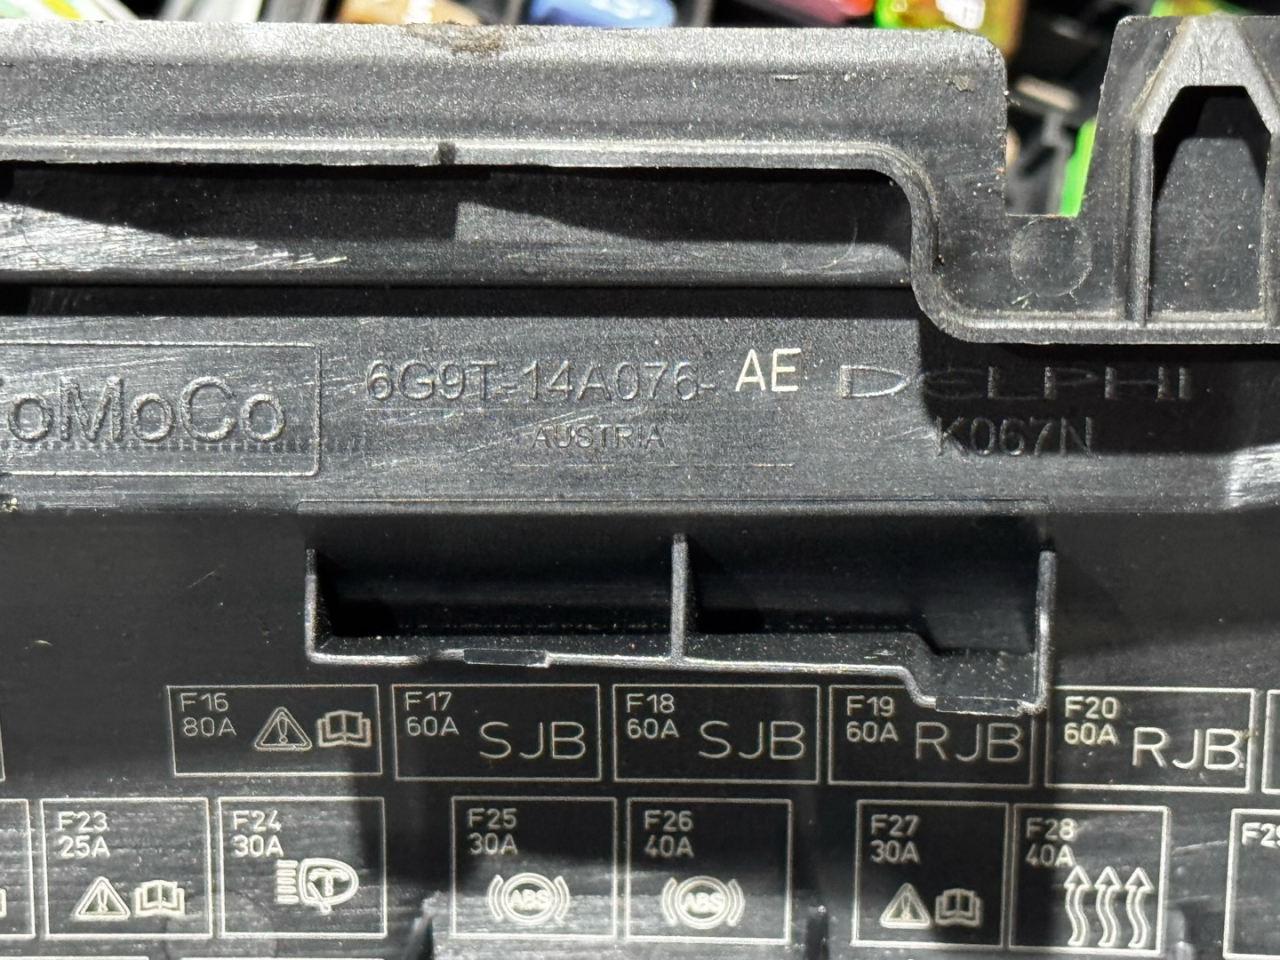 FoMoCo 6G9T-14A076- AE DELPHI
AUSTRIA K067N
F16 80A
F17 60A SJB
F18 60A SJB
F19 60A RJB
F20 60A RJB
F23 25A
F24 30A
F25 30A ABS
F26 40A ABS
F27 30A
F28 40A